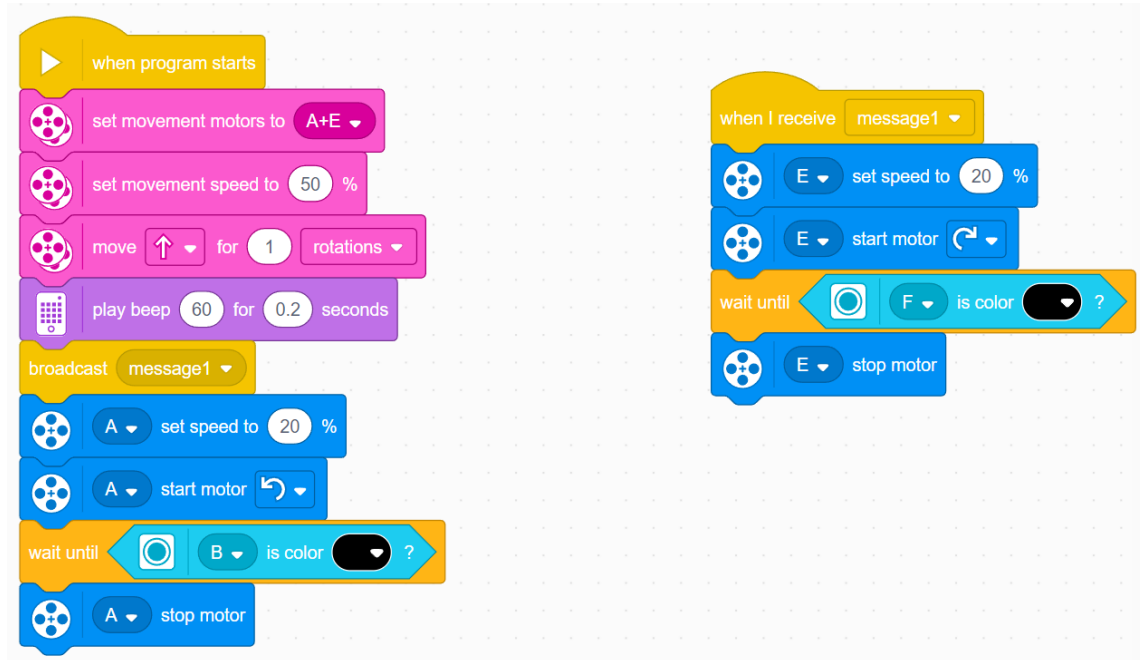 when program starts
set movement motors to A+E
set movement speed to 50 %
move for 1 rotations
play beep 60 for 0.2 seconds
broadcast message1
A set speed to 20 %
A start motor
wait until B is color ?
A stop motor
when I receive message1
E set speed to 20 %
E start motor
wait until F is color ?
E stop motor